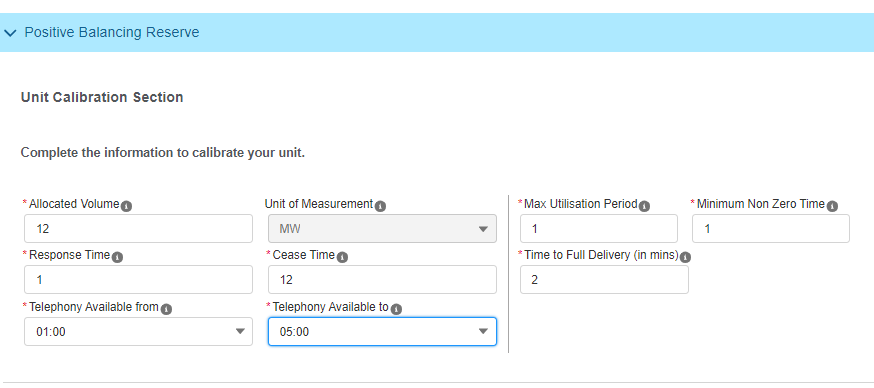 Positive Balancing Reserve
Unit Calibration Section
Complete the information to calibrate your unit.
*Allocated Volume Unit of Measurement *Max Utilisation Period *Minimum Non Zero Time
12 MW 1 1
*Response Time *Cease Time *Time to Full Delivery (in mins)
1 12 2
*Telephony Available from *Telephony Available to
01:00 05:00